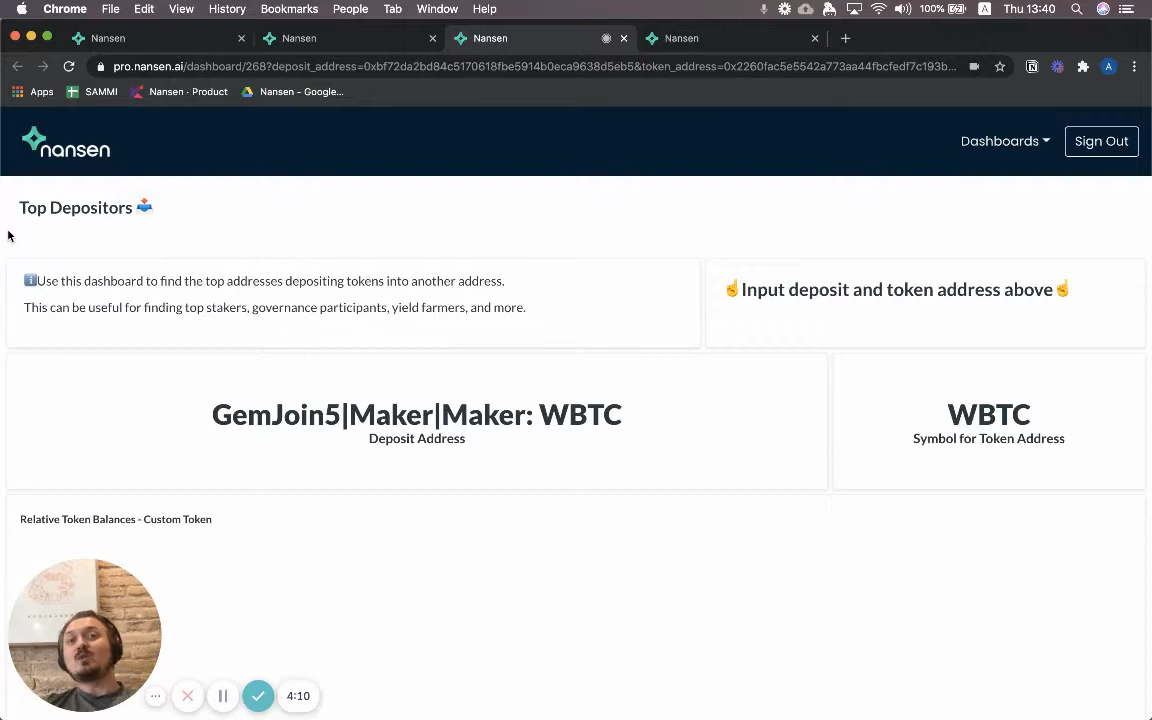 Chrome File Edit View History Bookmarks People Tab Window Help 100% A Thu 13:40
Nansen Nansen Nansen Nansen
pro.nansen.ai/dashboard/268?deposit_address=0xbf72da2bd84c5170618fbe5914b0eca9638d5eb5&token_address=0x2260fac5e5542a773aa44fbcfedf7c193b... A
Apps SAMMI Nansen · Product Nansen - Google...
nansen Dashboards Sign Out
Top Depositors
Use this dashboard to find the top addresses depositing tokens into another address.
This can be useful for finding top stakers, governance participants, yield farmers, and more.
Input deposit and token address above
GemJoin5|Maker|Maker: WBTC
Deposit Address
WBTC
Symbol for Token Address
Relative Token Balances - Custom Token
4:10